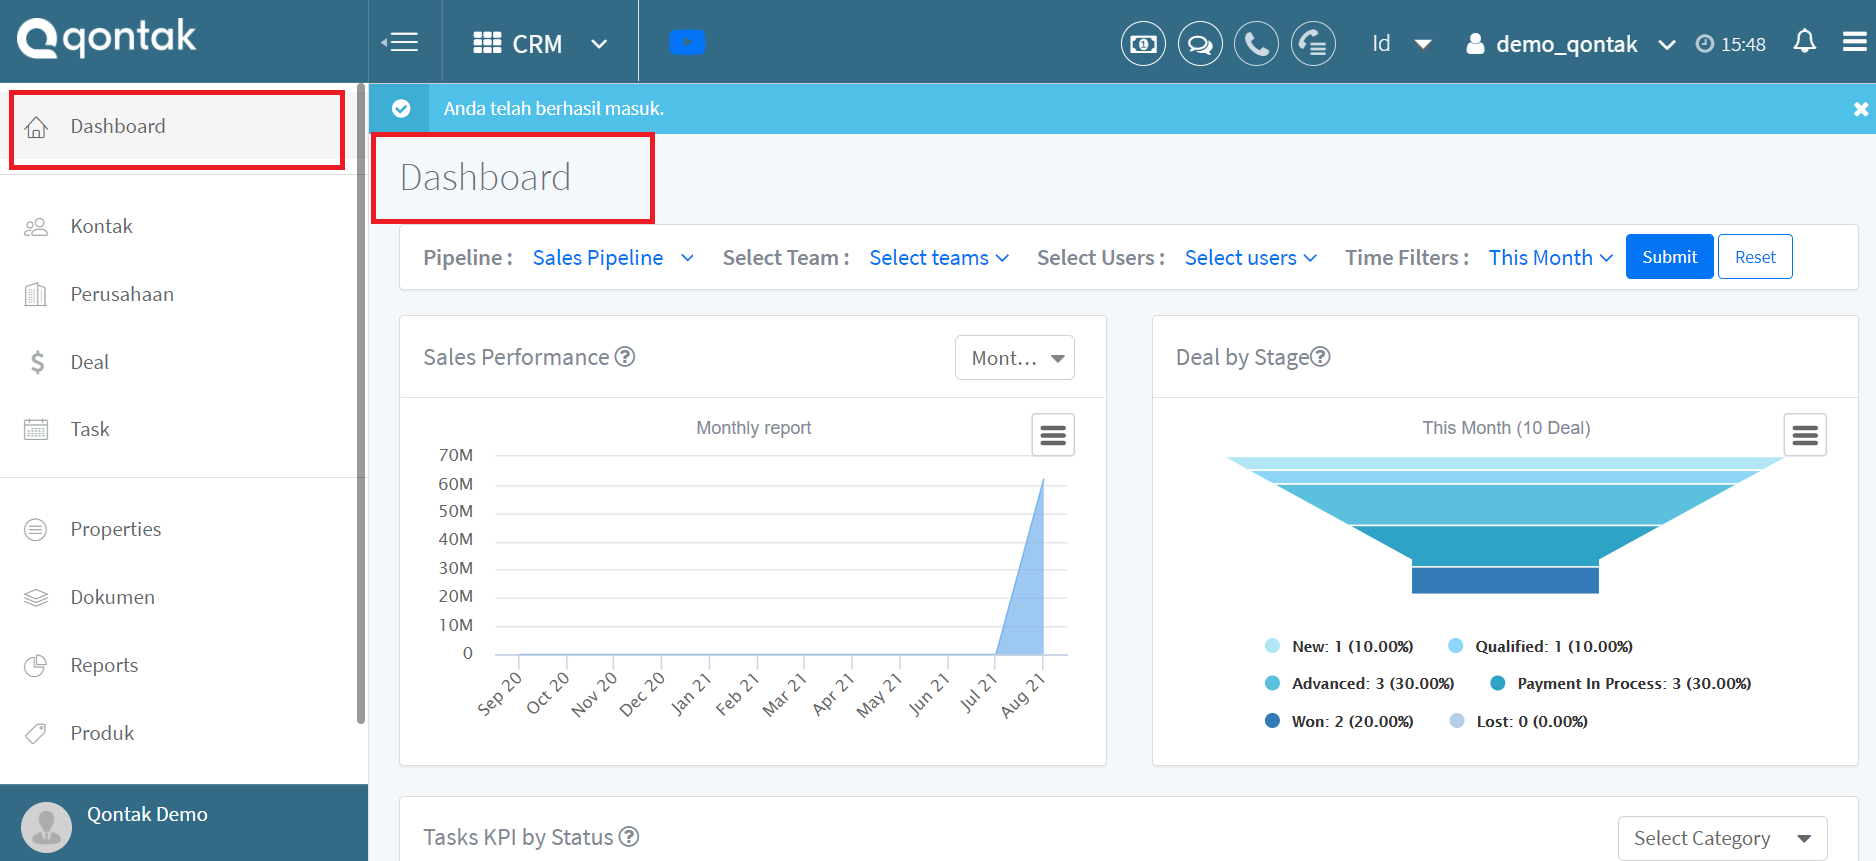 qontak
CRM
Id
demo_qontak
15:48
Dashboard
Kontak
Perusahaan
Deal
Task
Properties
Dokumen
Reports
Produk
Qontak Demo
Anda telah berhasil masuk.
Dashboard
Pipeline : Sales Pipeline Select Team : Select teams Select Users : Select users Time Filters : This Month Submit Reset
Sales Performance
Mont...
Monthly report
70M
60M
50M
40M
30M
20M
10M
0
Sep 20 Oct 20 Nov 20 Dec 20 Jan 21 Feb 21 Mar 21 Apr 21 May 21 Jun 21 Jul 21 Aug 21
Deal by Stage
This Month (10 Deal)
New: 1 (10.00%) Qualified: 1 (10.00%)
Advanced: 3 (30.00%) Payment In Process: 3 (30.00%)
Won: 2 (20.00%) Lost: 0 (0.00%)
Tasks KPI by Status
Select Category